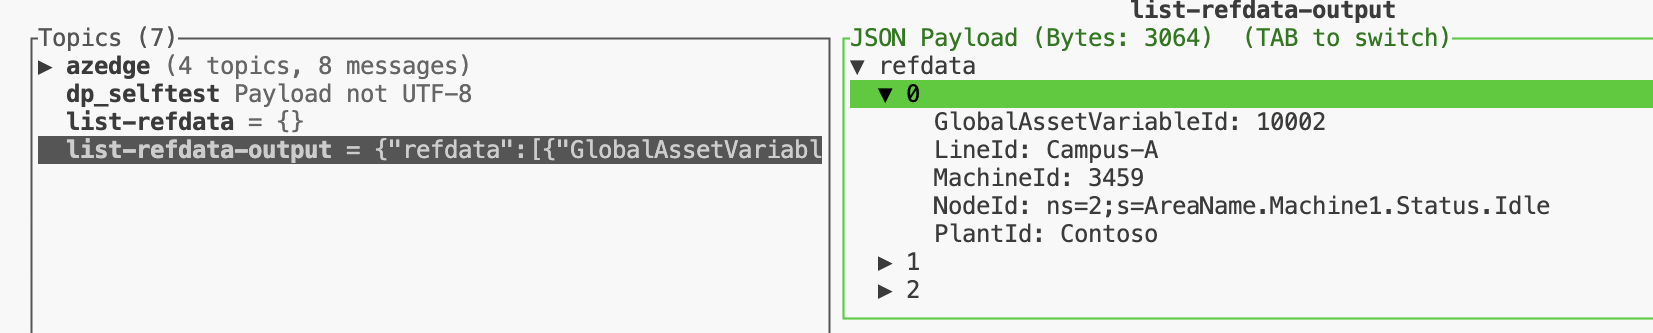 list-refdata-output
Topics (7)
▶ azedge (4 topics, 8 messages)
dp_selftest Payload not UTF-8
list-refdata = {}
list-refdata-output = {"refdata":[{"GlobalAssetVariabl
JSON Payload (Bytes: 3064) (TAB to switch)
▼ refdata
▼ 0
GlobalAssetVariableId: 10002
LineId: Campus-A
MachineId: 3459
NodeId: ns=2;s=AreaName.Machine1.Status.Idle
PlantId: Contoso
▶ 1
▶ 2